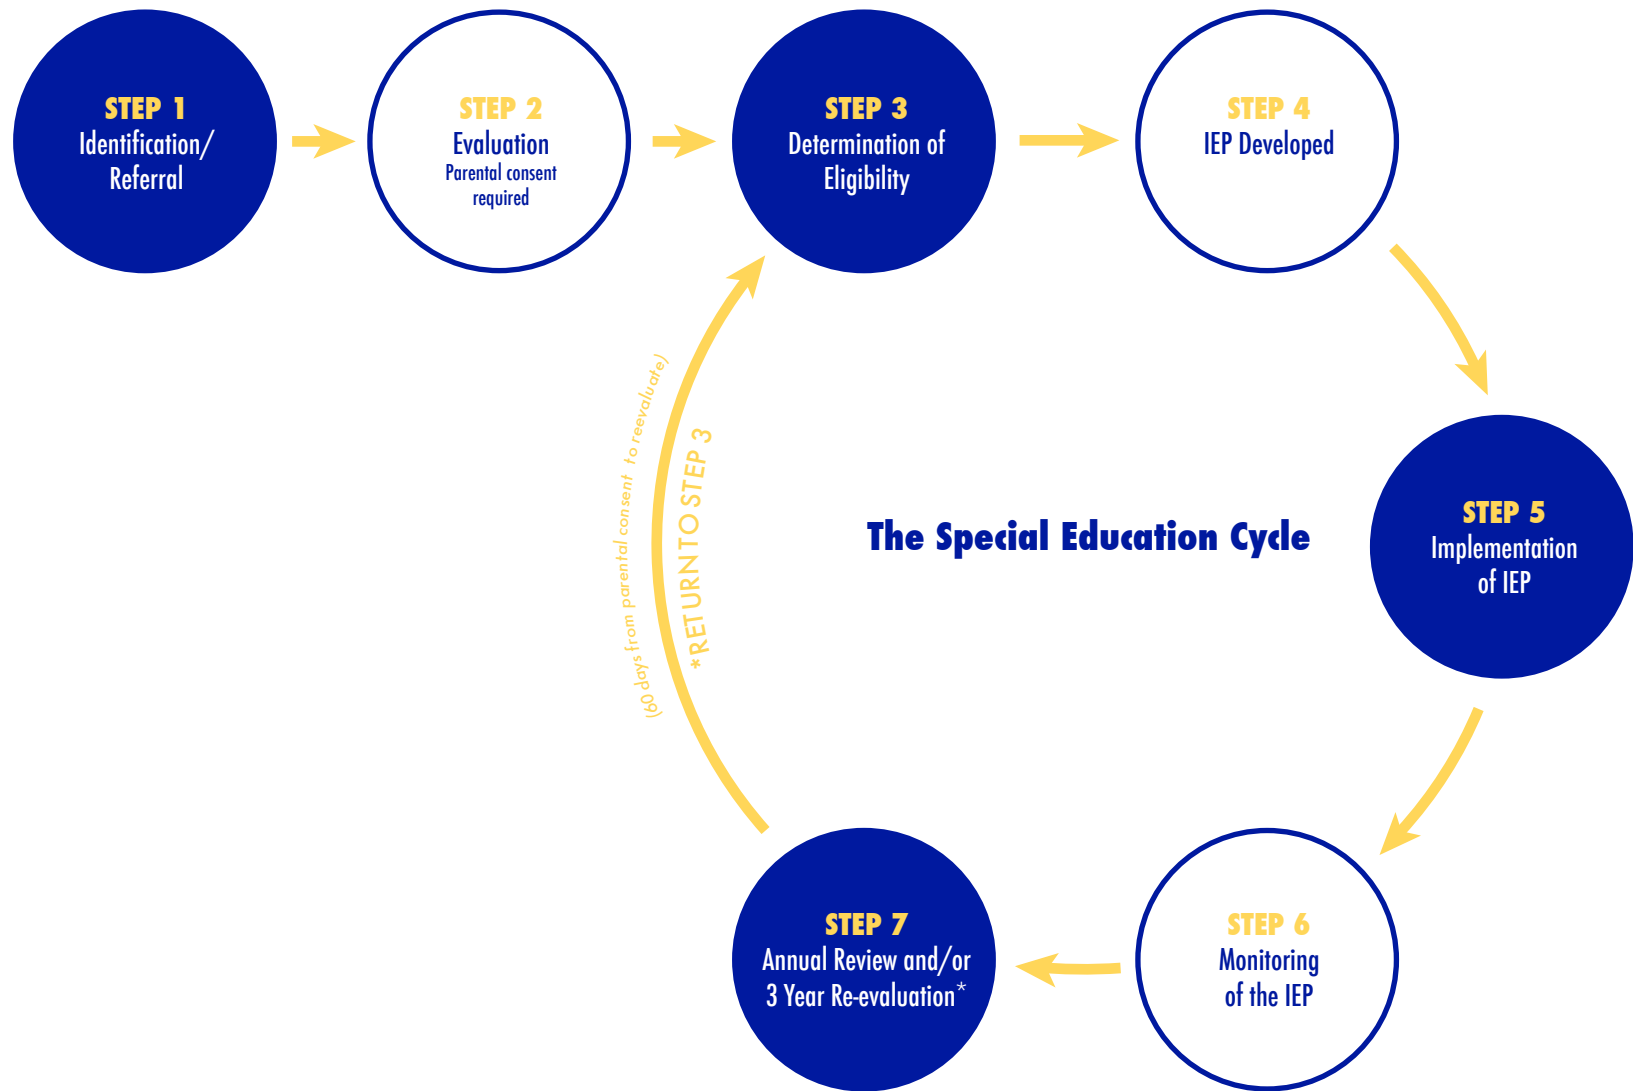 STEP 1
Identification/
Referral
STEP 2
Evaluation
Parental consent
required
STEP 3
Determination of
Eligibility
STEP 4
IEP Developed
STEP 5
Implementation
of IEP
STEP 6
Monitoring
of the IEP
STEP 7
Annual Review and/or
3 Year Re-evaluation*
*RETURN TO STEP 3
(60 days from parental consent to reevaluate)
The Special Education Cycle